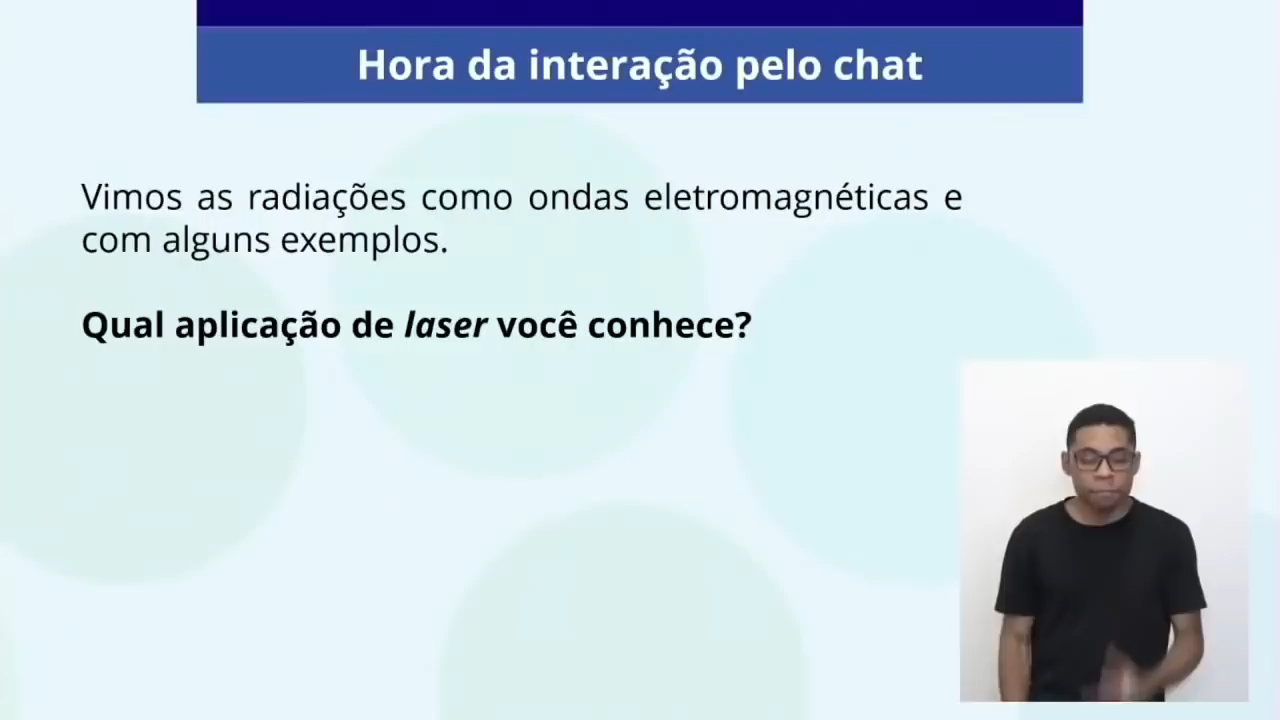 Hora da interação pelo chat
Vimos as radiações como ondas eletromagnéticas e
com alguns exemplos.
Qual aplicação de laser você conhece?